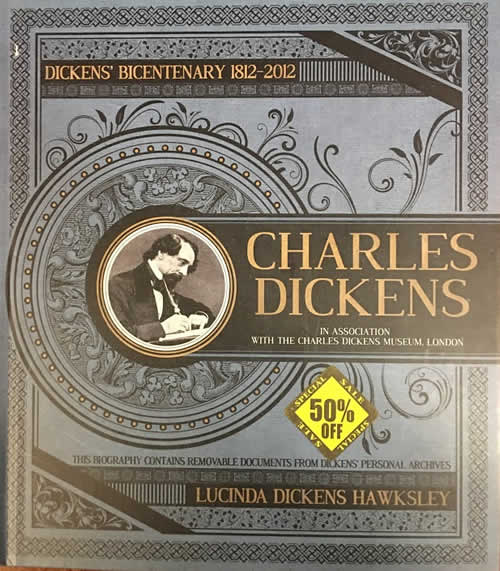 DICKENS' BICENTENARY 1812-2012
CHARLES
DICKENS
IN ASSOCIATION
WITH THE CHARLES DICKENS MUSEUM, LONDON
SPECIAL
SALE
50%
OFF
SALE
SPECIAL
THIS BIOGRAPHY CONTAINS REMOVABLE DOCUMENTS FROM DICKENS' PERSONAL ARCHIVES
LUCINDA DICKENS HAWKSLEY